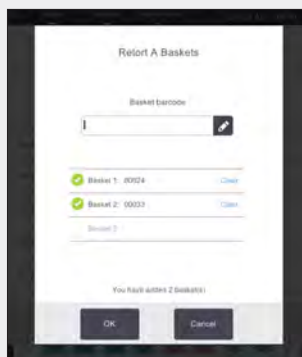 Retort A Baskets
Basket barcode
Basket 1: 00024 Clear
Basket 2: 00033 Clear
Basket 3
You have added 2 baskets!
OK Cancel